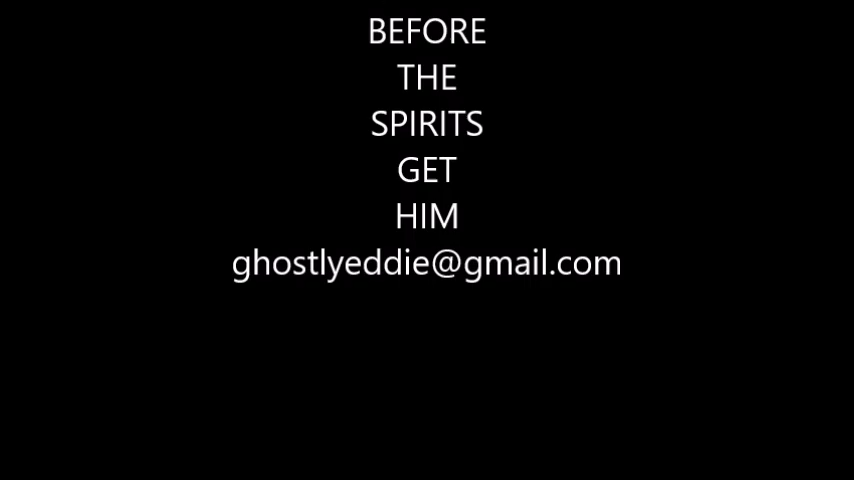 BEFORE
THE
SPIRITS
GET
HIM
ghostlyeddie@gmail.com